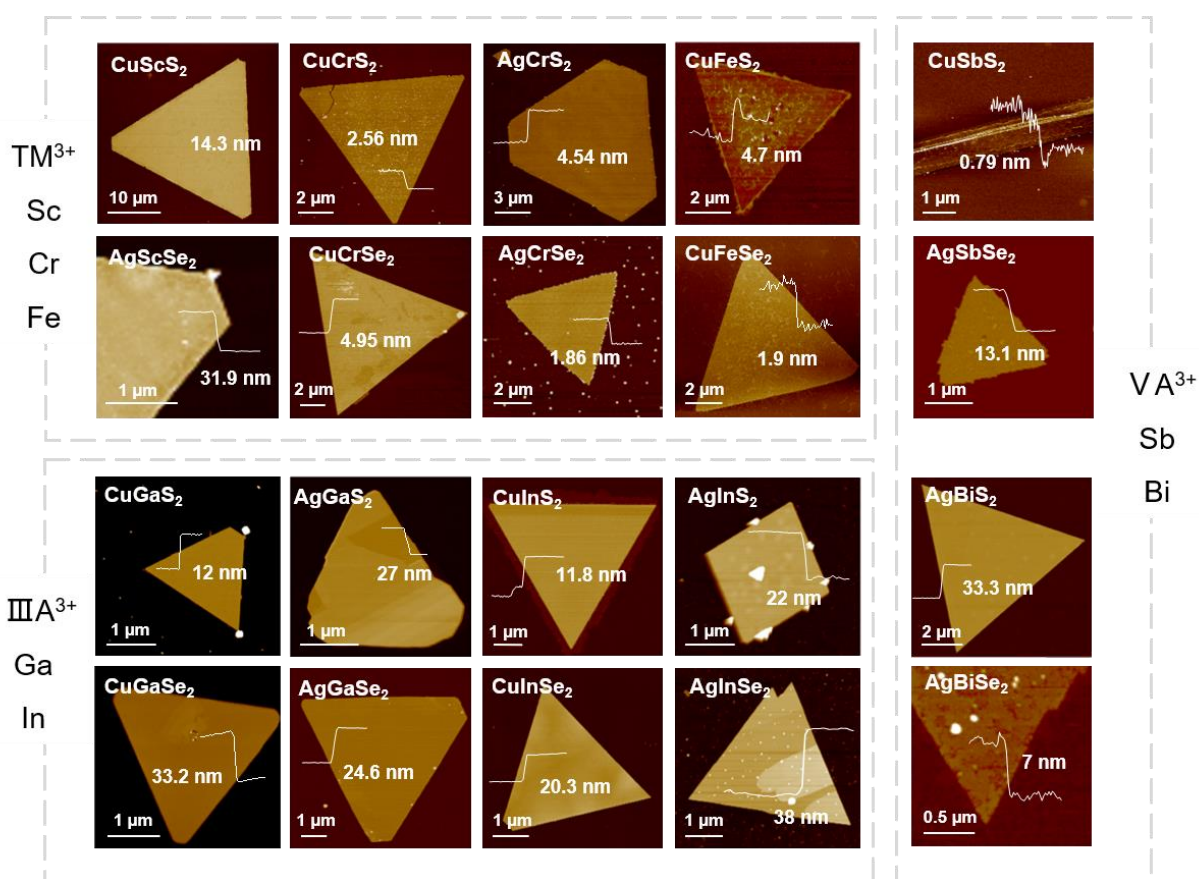 TM³⁺
Sc
Cr
Fe
CuScS₂
14.3 nm
10 µm
CuCrS₂
2.56 nm
2 µm
AgCrS₂
4.54 nm
3 µm
CuFeS₂
4.7 nm
2 µm
AgScSe₂
31.9 nm
1 µm
CuCrSe₂
4.95 nm
2 µm
AgCrSe₂
1.86 nm
2 µm
CuFeSe₂
1.9 nm
2 µm
ⅢA³⁺
Ga
In
CuGaS₂
12 nm
1 µm
AgGaS₂
27 nm
1 µm
CuInS₂
11.8 nm
1 µm
AgInS₂
22 nm
1 µm
CuGaSe₂
33.2 nm
1 µm
AgGaSe₂
24.6 nm
1 µm
CuInSe₂
20.3 nm
1 µm
AgInSe₂
38 nm
1 µm
CuSbS₂
0.79 nm
1 µm
AgSbSe₂
13.1 nm
1 µm
AgBiS₂
33.3 nm
2 µm
AgBiSe₂
7 nm
0.5 µm
ⅤA³⁺
Sb
Bi